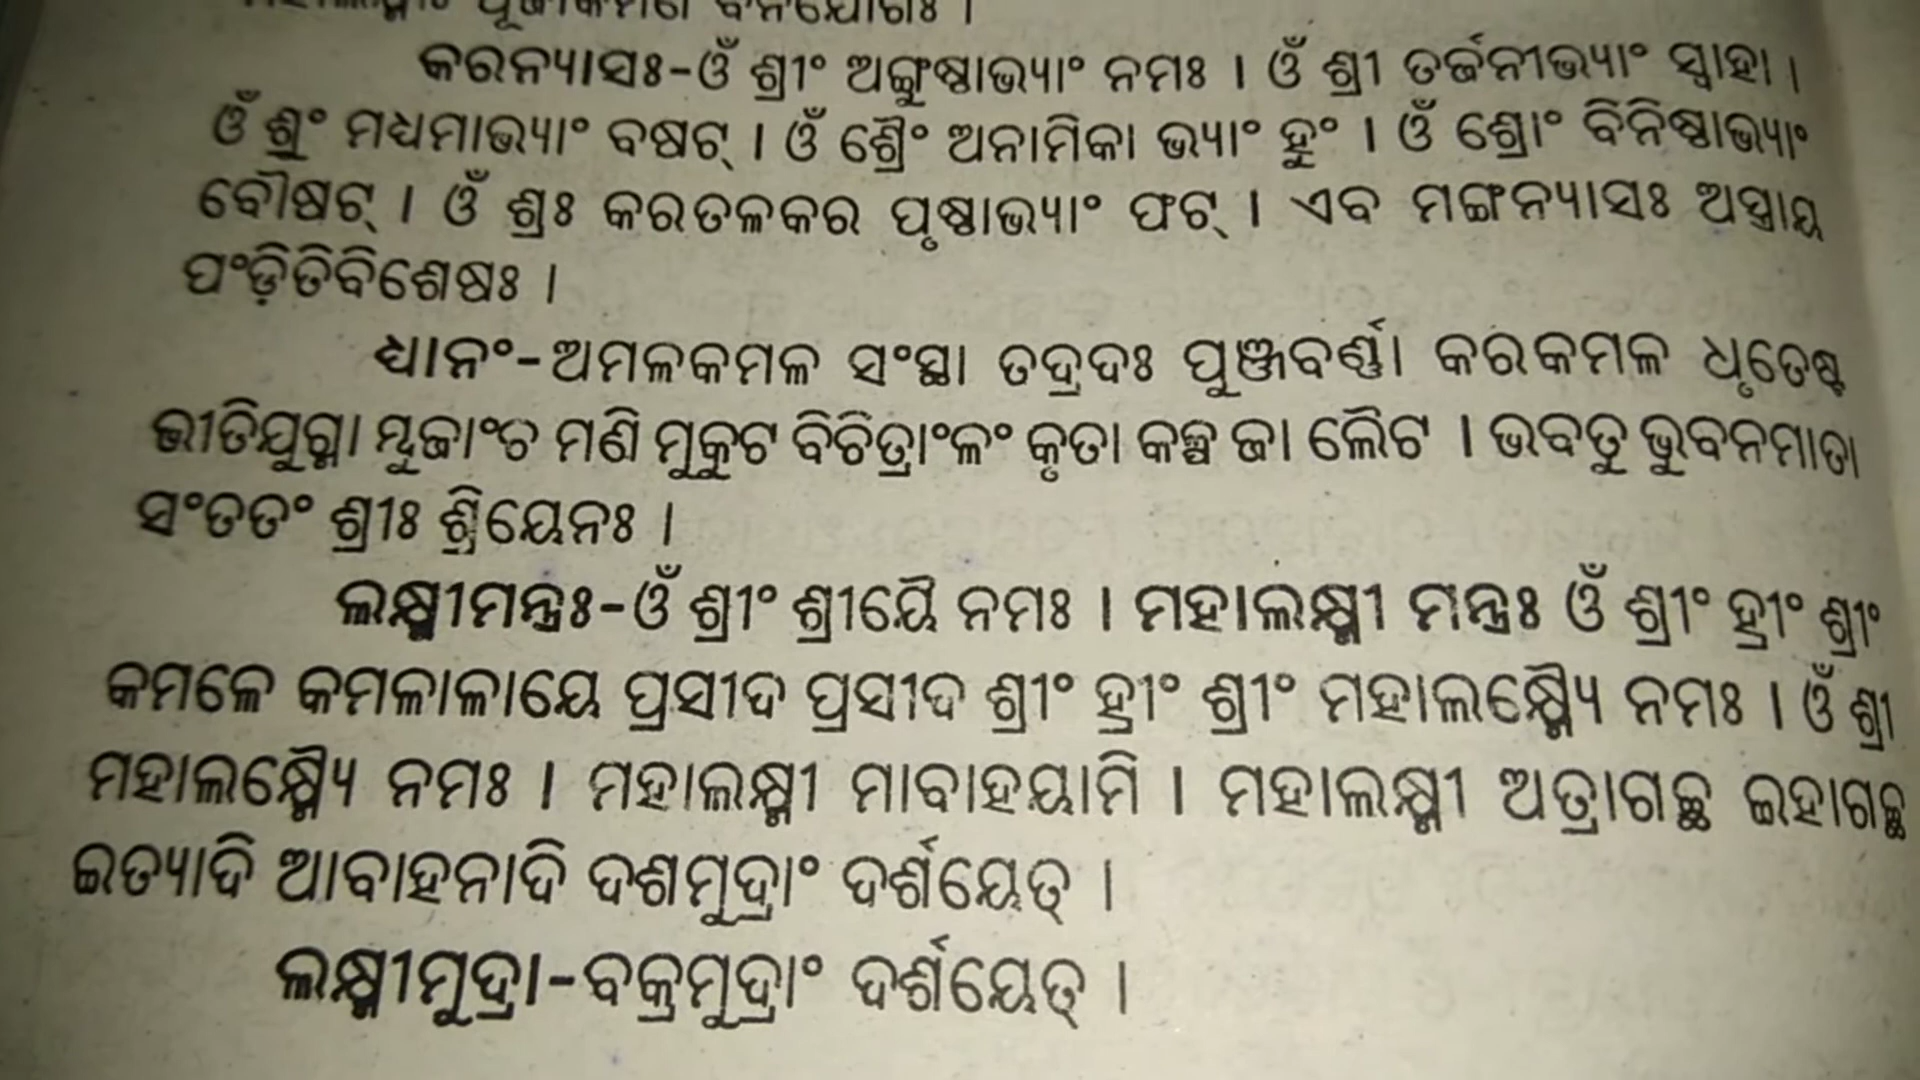 କରନ୍ୟାସଃ-ଓଁ ଶ୍ରୀଂ ଅଙ୍ଗୁଷ୍ଠାଭ୍ୟାଂ ନମଃ । ଓଁ ଶ୍ରୀ ତର୍ଜନୀଭ୍ୟାଂ ସ୍ୱାହା ।
ଓଁ ଶ୍ରୁଂ ମଧ୍ୟମାଭ୍ୟାଂ ବଷଟ୍ । ଓଁ ଶ୍ରୈଂ ଅନାମିକା ଭ୍ୟାଂ ହୁଂ । ଓଁ ଶ୍ରୋଂ ବିନିଷ୍ଠାଭ୍ୟାଂ
ବୌଷଟ୍ । ଓଁ ଶ୍ରଃ କରତଳକର ପୃଷ୍ଠାଭ୍ୟାଂ ଫଟ୍ । ଏବ ମଙ୍ଗନ୍ୟାସଃ ଅସ୍ତ୍ରାୟ
ପଂଡ଼ିତିବିଶେଷଃ ।
ଧ୍ୟାନଂ-ଅମଳକମଳ ସଂସ୍ଥା ତଦ୍ରଦଃ ପୁଞ୍ଜବର୍ଣ୍ଣା କରକମଳ ଧୃତେଷ୍ଟ
ଭୀତିଯୁଗ୍ମା ମ୍ବୁଜାଂଚ ମଣି ମୁକୁଟ ବିଚିତ୍ରାଂଳଂ କୃତା କଳ୍ପ ଜା ଲୈଟ । ଭବତୁ ଭୁବନମାତା
ସଂତତଂ ଶ୍ରୀଃ ଶ୍ରିୟେନଃ ।
ଲକ୍ଷ୍ମୀମନ୍ତ୍ରଃ-ଓଁ ଶ୍ରୀଂ ଶ୍ରୀୟୈ ନମଃ । ମହାଲକ୍ଷ୍ମୀ ମନ୍ତ୍ରଃ ଓଁ ଶ୍ରୀଂ ହ୍ରୀଂ ଶ୍ରୀଂ
କମଳେ କମଳାଳାୟେ ପ୍ରସୀଦ ପ୍ରସୀଦ ଶ୍ରୀଂ ହ୍ରୀଂ ଶ୍ରୀଂ ମହାଲକ୍ଷ୍ମ୍ୟୈ ନମଃ । ଓଁ ଶ୍ରୀ
ମହାଲକ୍ଷ୍ମ୍ୟୈ ନମଃ । ମହାଲକ୍ଷ୍ମୀ ମାବାହୟାମି । ମହାଲକ୍ଷ୍ମୀ ଅତ୍ରାଗଚ୍ଛ ଇହାଗଚ୍ଛ
ଇତ୍ୟାଦି ଆବାହନାଦି ଦଶମୁଦ୍ରାଂ ଦର୍ଶୟେତ୍ ।
ଲକ୍ଷ୍ମୀମୁଦ୍ରା-ବକ୍ରମୁଦ୍ରାଂ ଦର୍ଶୟେତ୍ ।